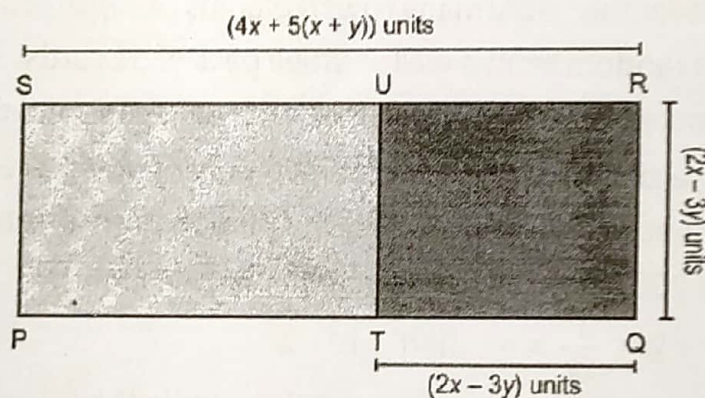 (4x + 5(x + y)) units
S U R
(2x – 3y) units
P T Q
(2x – 3y) units